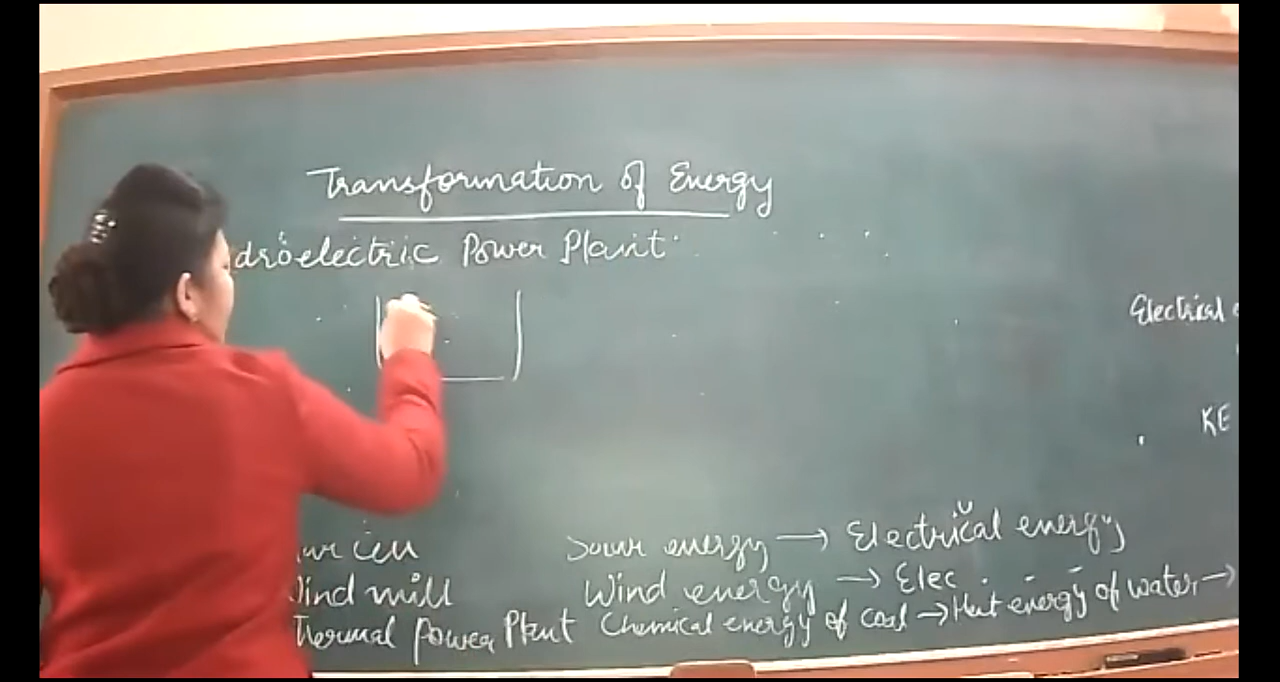 Transformation of Energy
droelectric Power Plant
Electrical
KE
Solar energy → Electrical energy
ind mill Wind energy → Elec
Thermal Power Plant Chemical energy of coal → Heat energy of water →